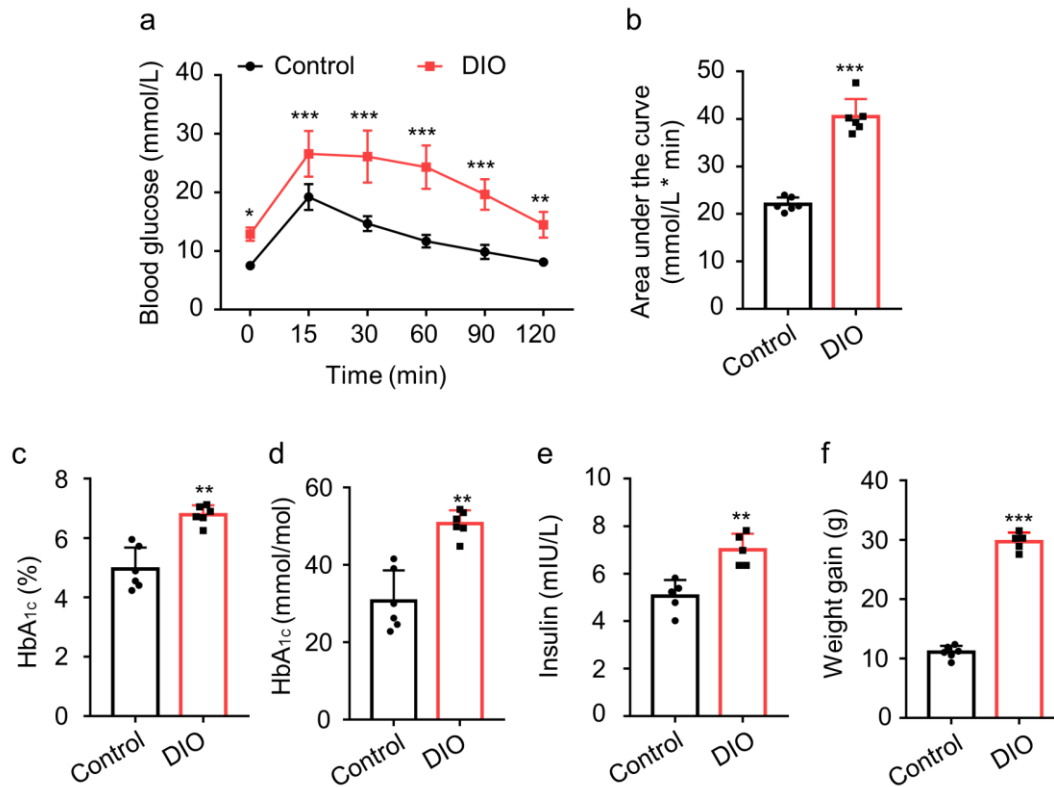 a
Control
DIO
Blood glucose (mmol/L)
40
30
20
10
0
*
***
***
***
***
**
0 15 30 60 90 120
Time (min)
b
Area under the curve
(mmol/L * min)
50
40
30
20
10
0
***
Control
DIO
c
HbA1c (%)
8
6
4
2
0
**
Control
DIO
d
HbA1c (mmol/mol)
60
40
20
0
**
Control
DIO
e
Insulin (mIU/L)
10
8
6
4
2
0
**
Control
DIO
f
Weight gain (g)
40
30
20
10
0
***
Control
DIO